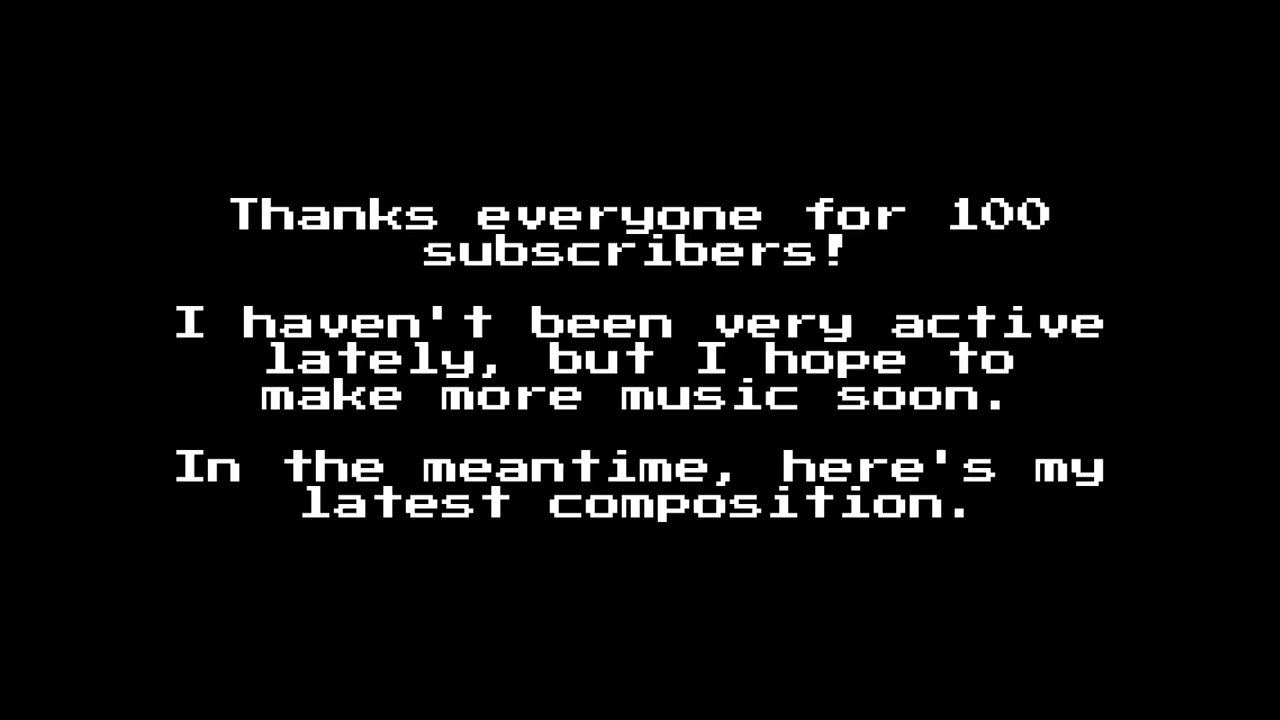 Thanks everyone for 100
subscribers!
I haven't been very active
lately, but I hope to
make more music soon.
In the meantime, here's my
latest composition.